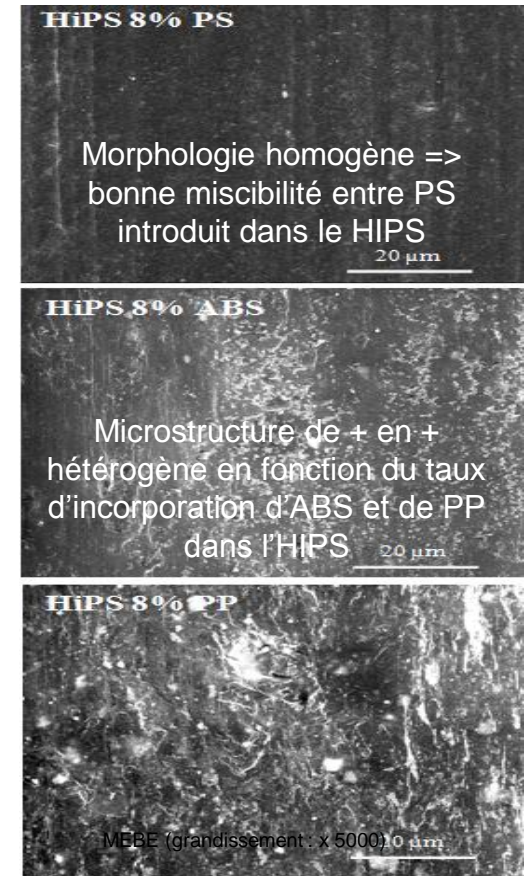 HiPS 8% PS
Morphologie homogène =>
bonne miscibilité entre PS
introduit dans le HIPS
20 µm
HiPS 8% ABS
Microstructure de + en +
hétérogène en fonction du taux
d'incorporation d'ABS et de PP
dans l'HIPS
20 µm
HiPS 8% PP
MEBE (grandissement : x 5000)
20 µm